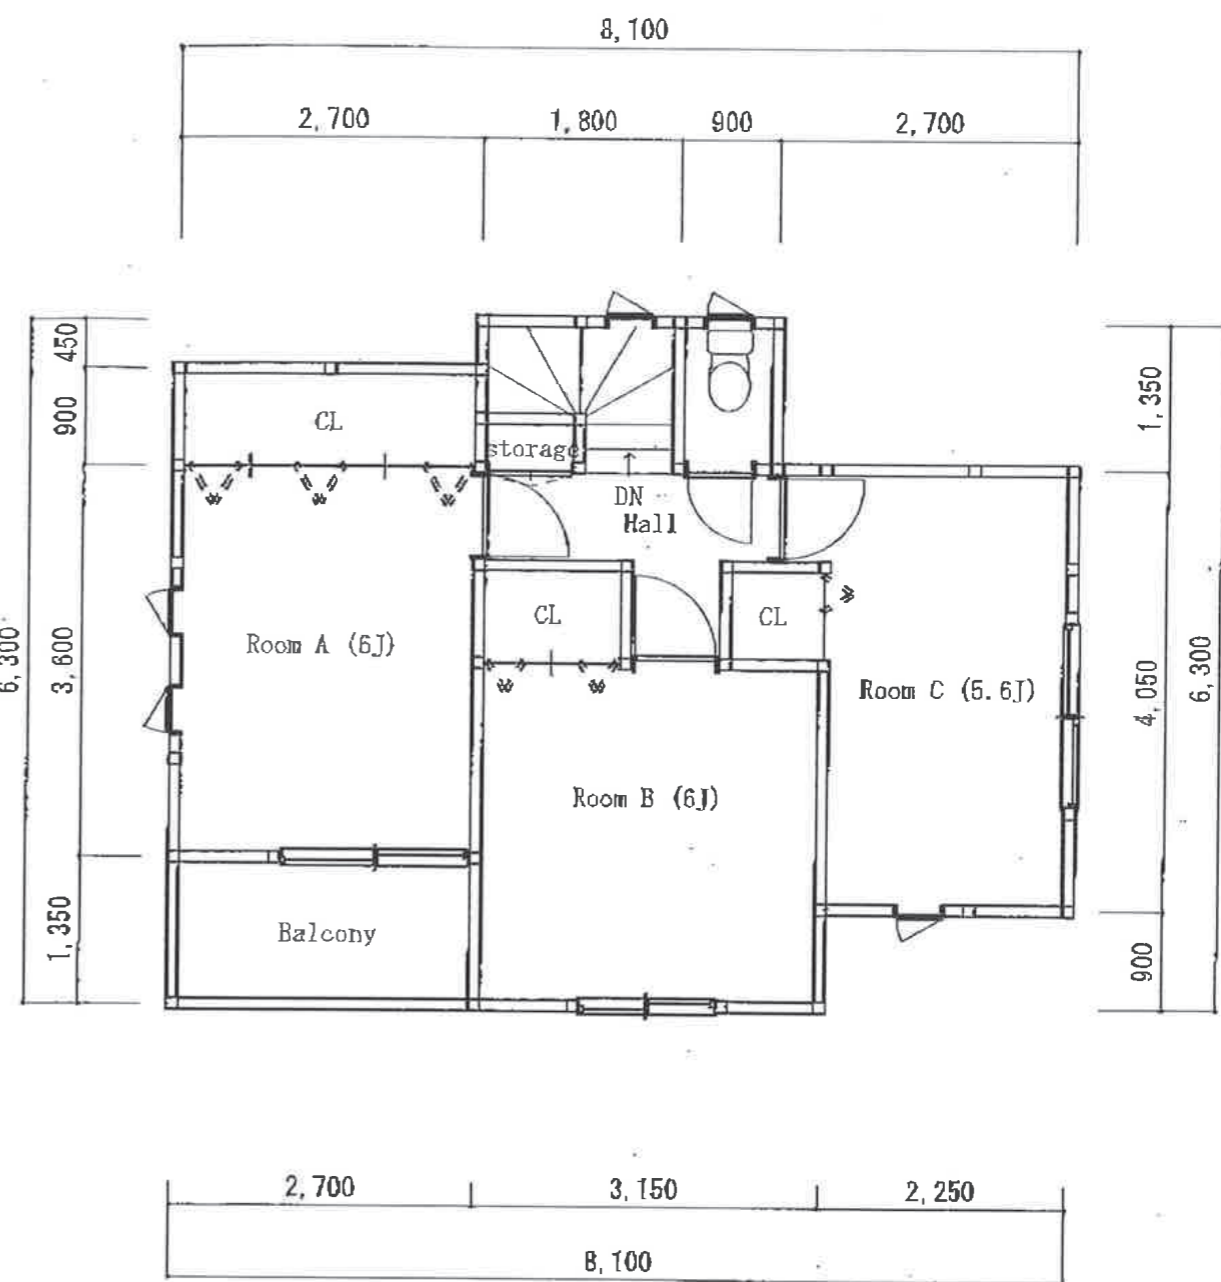 8,100
2,700
1,800
900
2,700
450
900
3,600
1,350
6,300
CL
storage
DN
Hall
1,350
4,050
900
6,300
CL
CL
Room A (6J)
Room C (5.6J)
Room B (6J)
Balcony
2,700
3,150
2,250
8,100